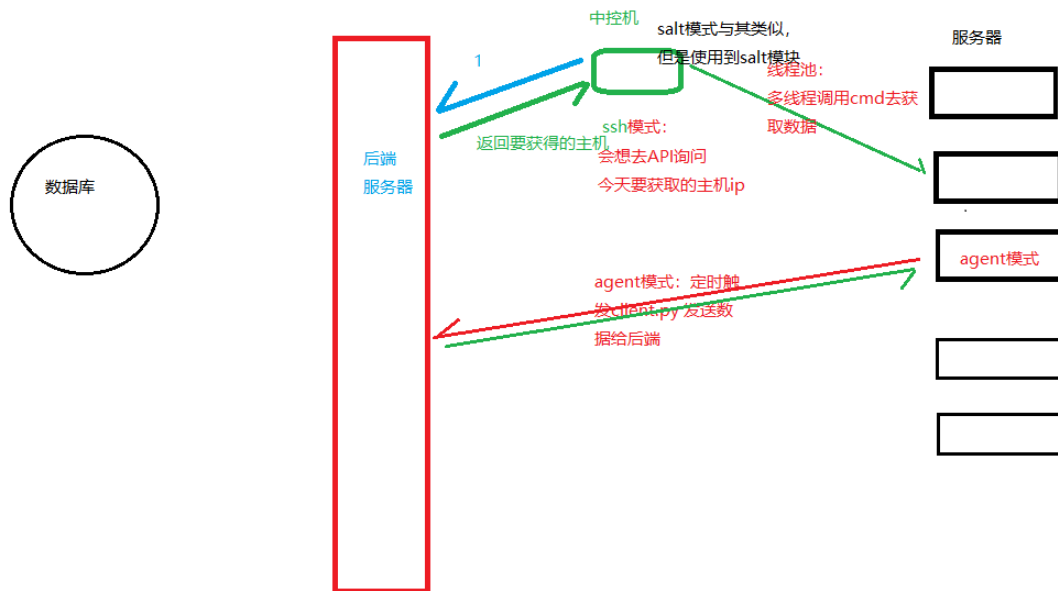 中控机
salt模式与其类似，
但是使用到salt模块
服务器
1
线程池：
多线程调用cmd去获
取数据
返回要获得的主机
ssh模式：
会想去API询问
今天要获取的主机ip
后端
服务器
数据库
agent模式
agent模式：定时触
发client.py 发送数
据给后端